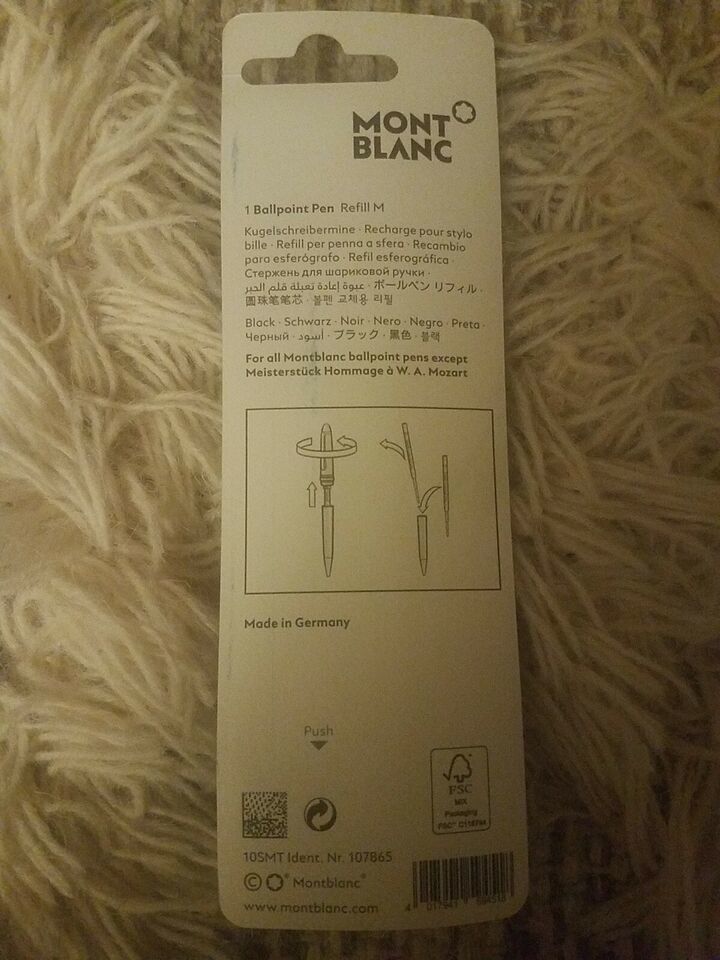 MONT
BLANC
1 Ballpoint Pen Refill M
Kugelschreibermine · Recharge pour stylo
bille · Refill per penna a sfera · Recambio
para esferógrafo · Refil esferográfica ·
Стержень для шариковой ручки ·
عبوة إعادة تعبئة قلم الحبر · ボールペン リフィル ·
圆珠笔笔芯 · 볼펜 교체용 리필
Black · Schwarz · Noir · Nero · Negro · Preta ·
Черный · أسود · ブラック · 黑色 · 블랙
For all Montblanc ballpoint pens except
Meisterstück Hommage à W. A. Mozart
Made in Germany
Push
FSC
MIX
Packaging
10SMT Ident. Nr. 107865
© Montblanc®
www.montblanc.com